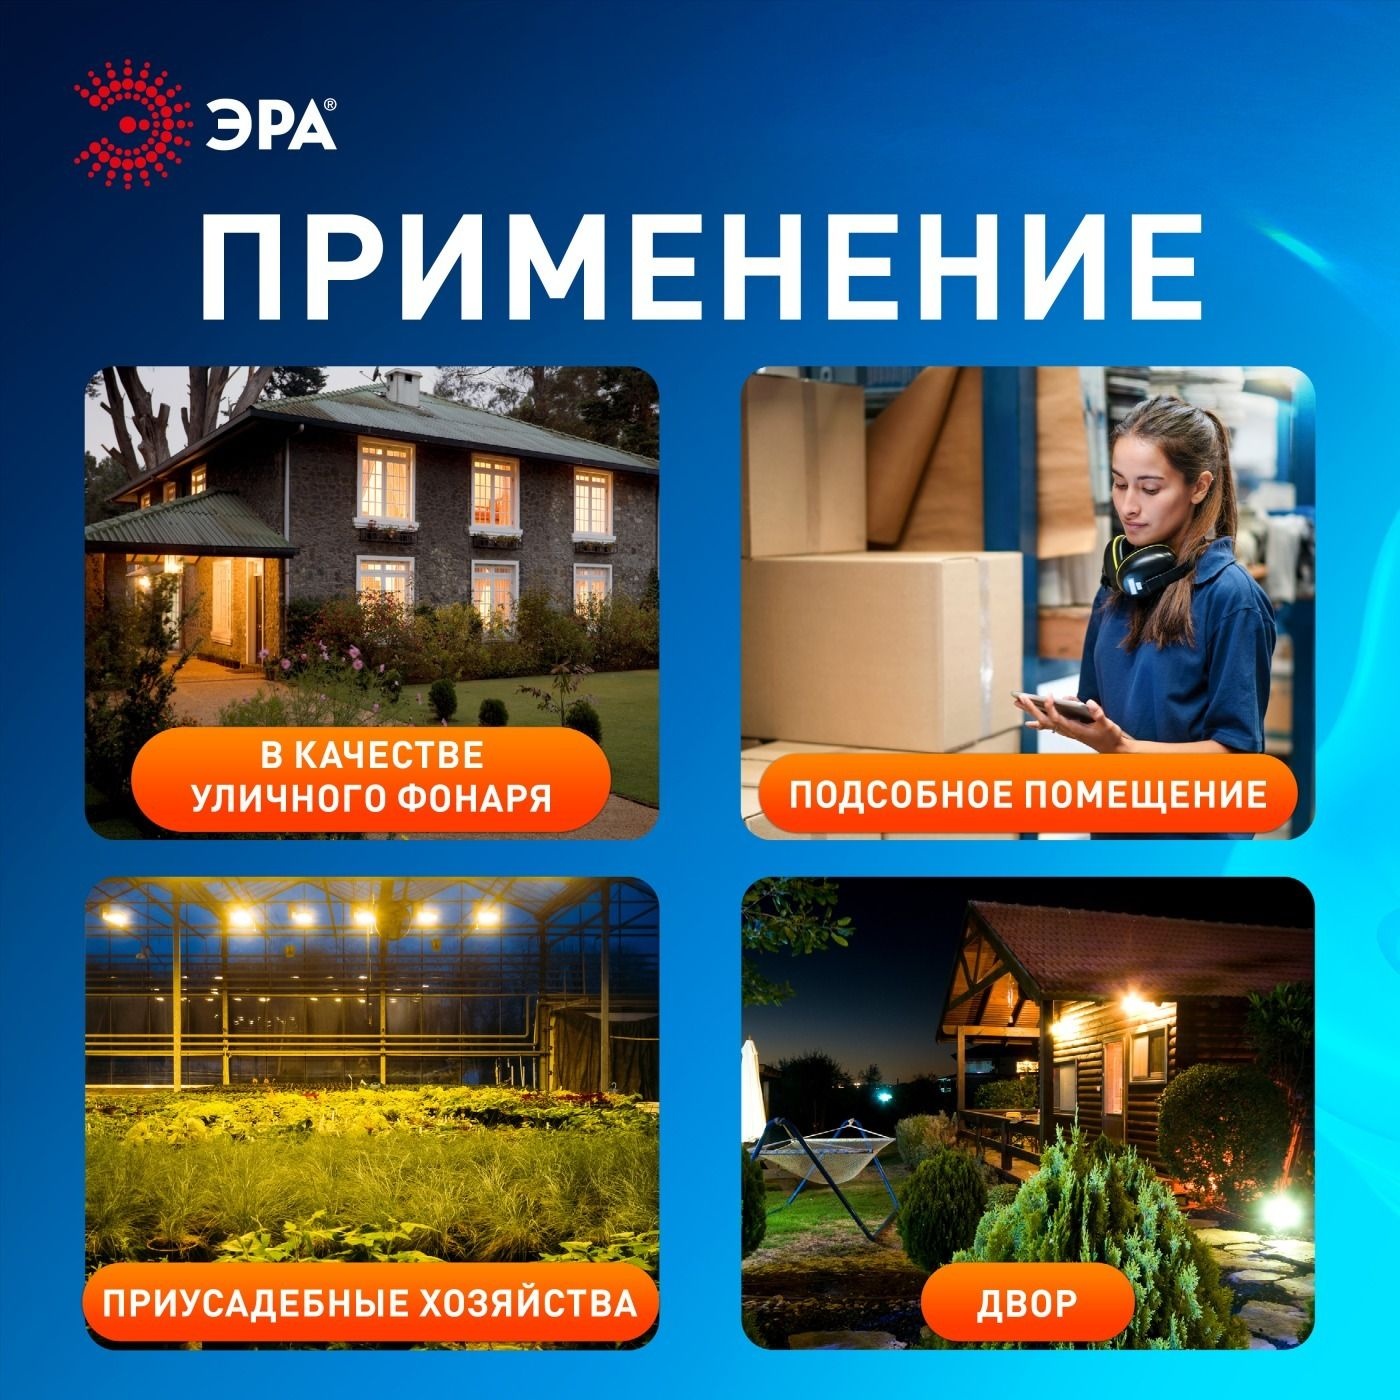 ЭРА®
ПРИМЕНЕНИЕ
В КАЧЕСТВЕ
УЛИЧНОГО ФОНАРЯ
ПОДСОБНОЕ ПОМЕЩЕНИЕ
ПРИУСАДЕБНЫЕ ХОЗЯЙСТВА
ДВОР